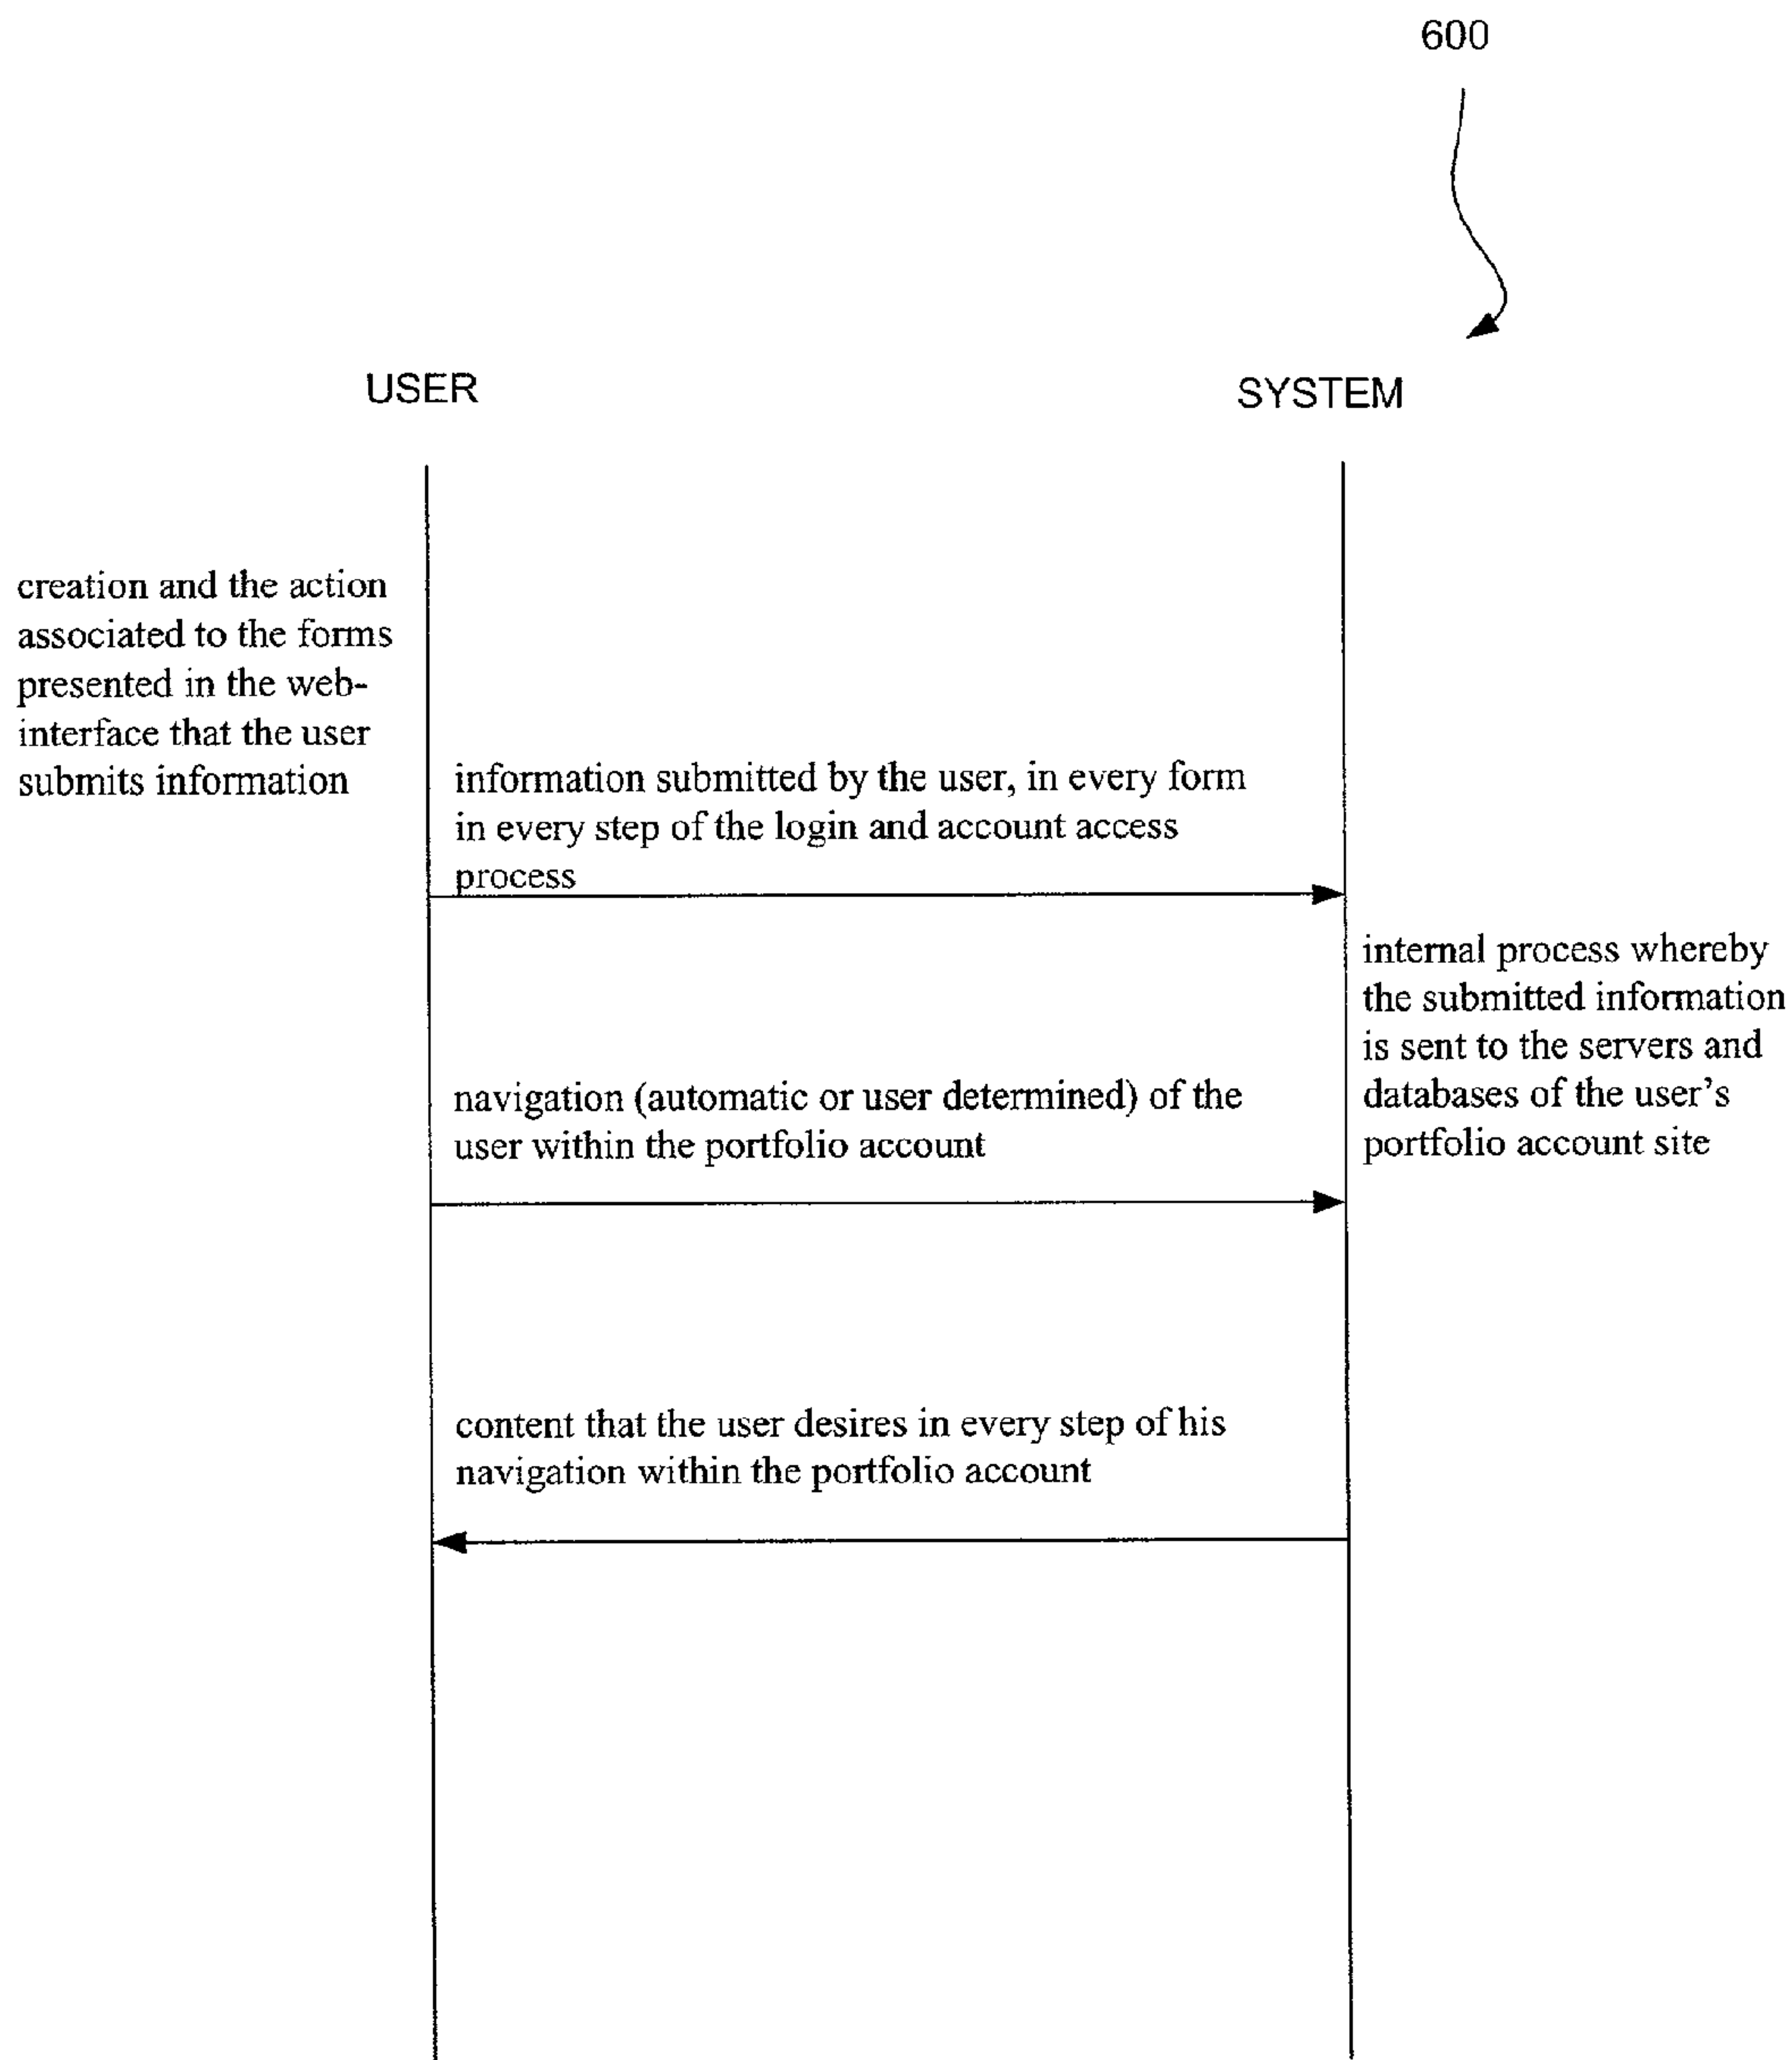 600
USER
SYSTEM
creation and the action
associated to the forms
presented in the web-
interface that the user
submits information
information submitted by the user, in every form
in every step of the login and account access
process
internal process whereby
the submitted information
is sent to the servers and
databases of the user's
portfolio account site
navigation (automatic or user determined) of the
user within the portfolio account
content that the user desires in every step of his
navigation within the portfolio account